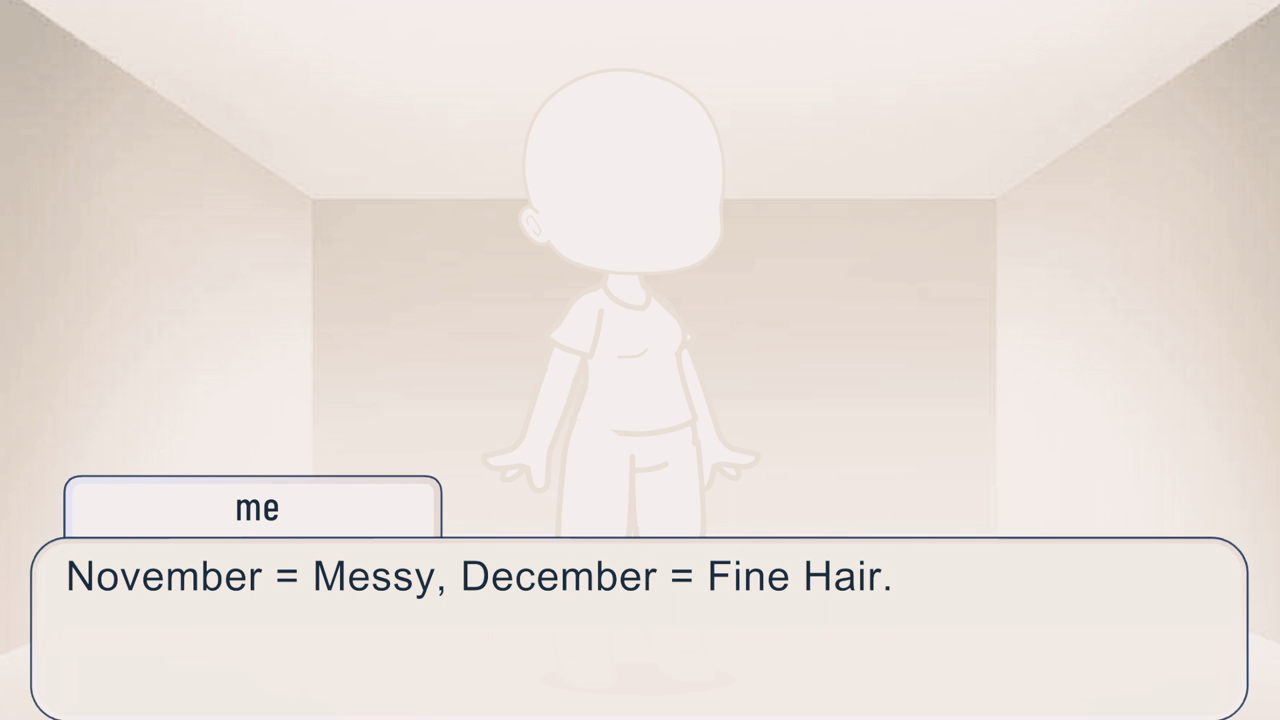 me
November = Messy, December = Fine Hair.